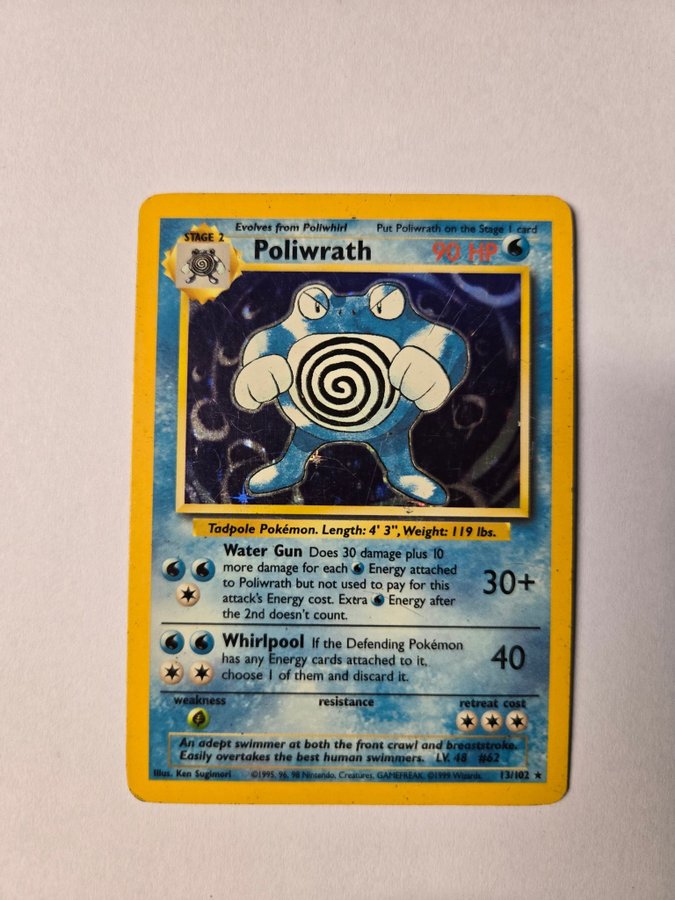 Evolves from Poliwhirl Put Poliwrath on the Stage 1 card
STAGE 2
Poliwrath 90 HP
Tadpole Pokémon. Length: 4' 3", Weight: 119 lbs.
Water Gun Does 30 damage plus 10
more damage for each Energy attached
to Poliwrath but not used to pay for this
attack's Energy cost. Extra Energy after
the 2nd doesn't count.
30+
Whirlpool If the Defending Pokémon
has any Energy cards attached to it,
choose 1 of them and discard it.
40
weakness resistance retreat cost
An adept swimmer at both the front crawl and breaststroke.
Easily overtakes the best human swimmers. LV. 48 #62
Illus. Ken Sugimori ©1995, 96, 98 Nintendo, Creatures, GAMEFREAK. ©1999 Wizards. 13/102 ★